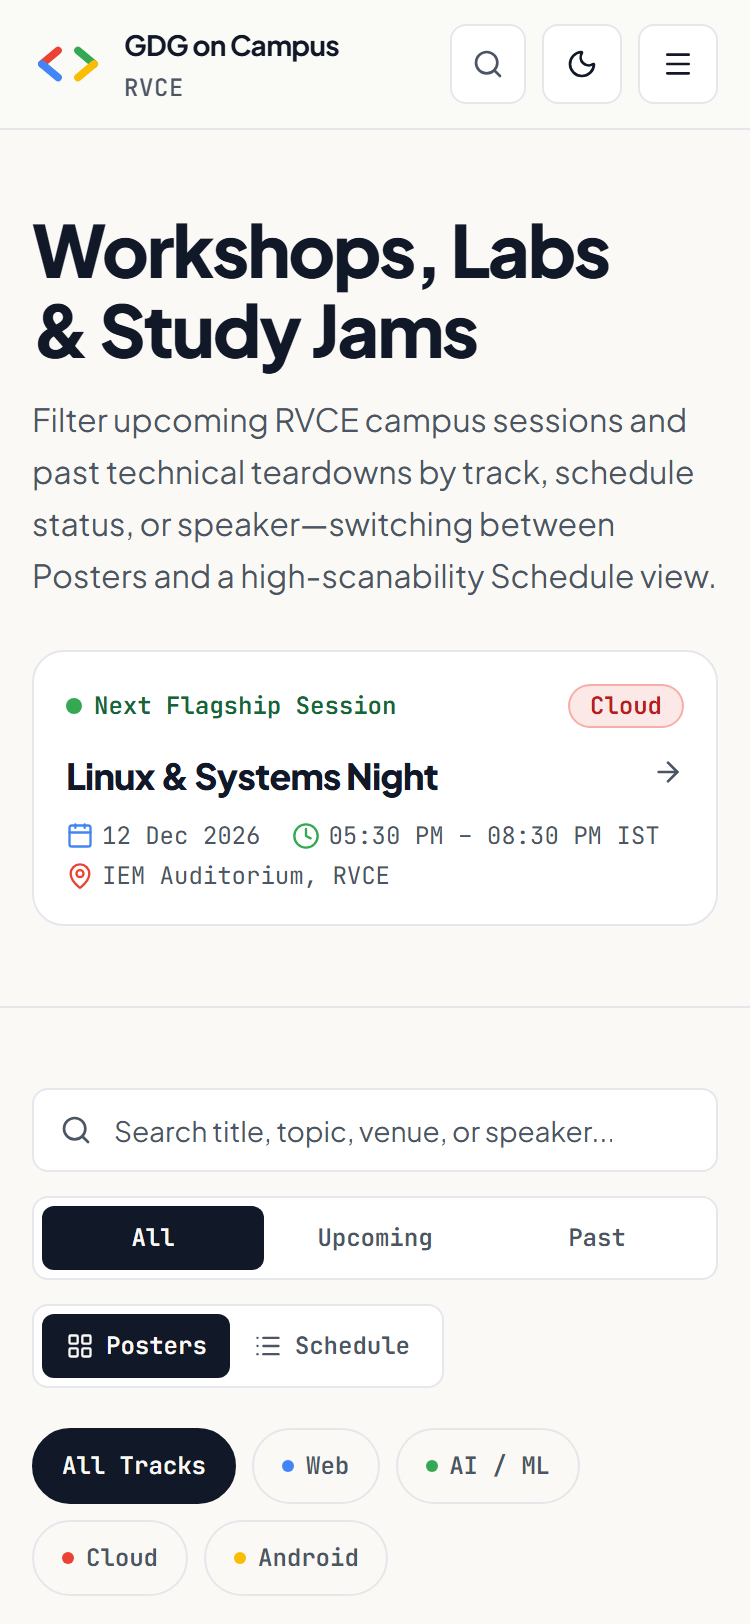 GDG on Campus
RVCE
Workshops, Labs
& Study Jams
Filter upcoming RVCE campus sessions and
past technical teardowns by track, schedule
status, or speaker—switching between
Posters and a high-scanability Schedule view.
Next Flagship Session
Cloud
Linux & Systems Night
12 Dec 2026 05:30 PM – 08:30 PM IST
IEM Auditorium, RVCE
Search title, topic, venue, or speaker...
All Upcoming Past
Posters Schedule
All Tracks Web AI / ML
Cloud Android